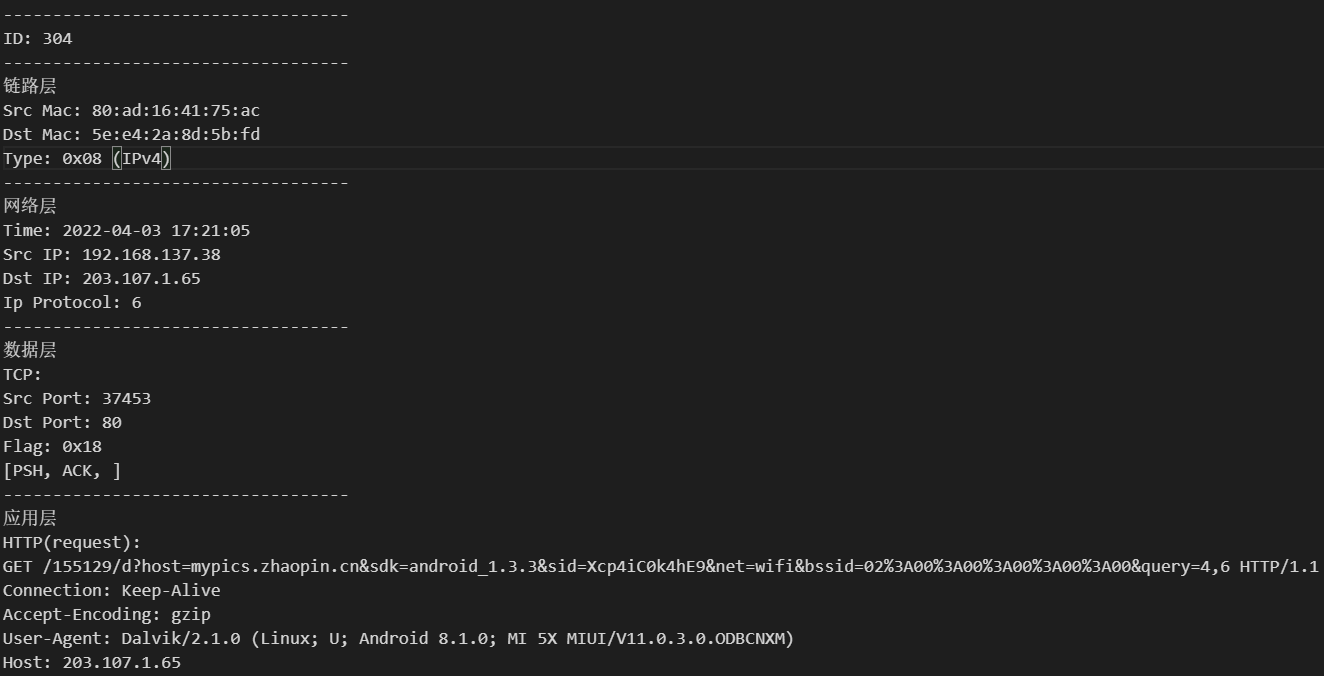 -----------------------------------
ID: 304
-----------------------------------
链路层
Src Mac: 80:ad:16:41:75:ac
Dst Mac: 5e:e4:2a:8d:5b:fd
Type: 0x08 (IPv4)
-----------------------------------
网络层
Time: 2022-04-03 17:21:05
Src IP: 192.168.137.38
Dst IP: 203.107.1.65
Ip Protocol: 6
-----------------------------------
数据层
TCP:
Src Port: 37453
Dst Port: 80
Flag: 0x18
[PSH, ACK, ]
-----------------------------------
应用层
HTTP(request):
GET /155129/d?host=mypics.zhaopin.cn&sdk=android_1.3.3&sid=Xcp4iC0k4hE9&net=wifi&bssid=02%3A00%3A00%3A00%3A00%3A00&query=4,6 HTTP/1.1
Connection: Keep-Alive
Accept-Encoding: gzip
User-Agent: Dalvik/2.1.0 (Linux; U; Android 8.1.0; MI 5X MIUI/V11.0.3.0.ODBCNXM)
Host: 203.107.1.65